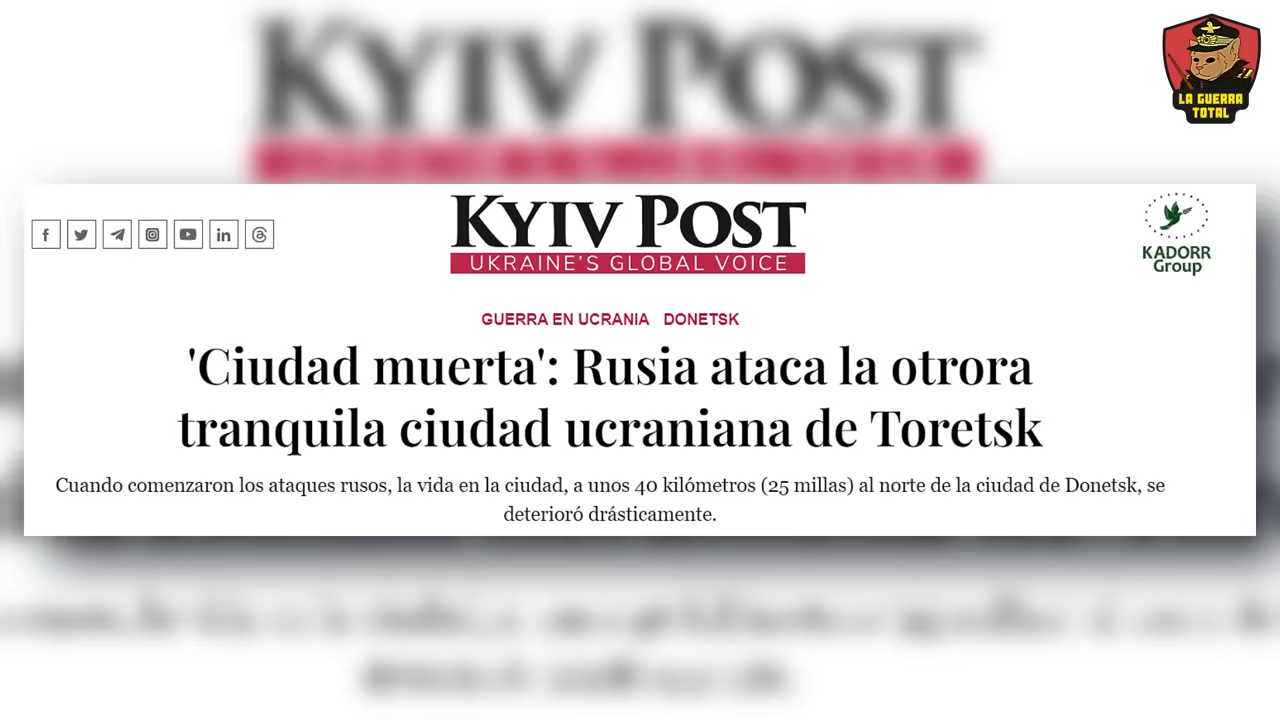 KYIV POST
LA GUERRA
TOTAL
KYIV POST
UKRAINE'S GLOBAL VOICE
KADORR
Group
GUERRA EN UCRANIA DONETSK
'Ciudad muerta': Rusia ataca la otrora
tranquila ciudad ucraniana de Toretsk
Cuando comenzaron los ataques rusos, la vida en la ciudad, a unos 40 kilómetros (25 millas) al norte de la ciudad de Donetsk, se
deterioró drásticamente.